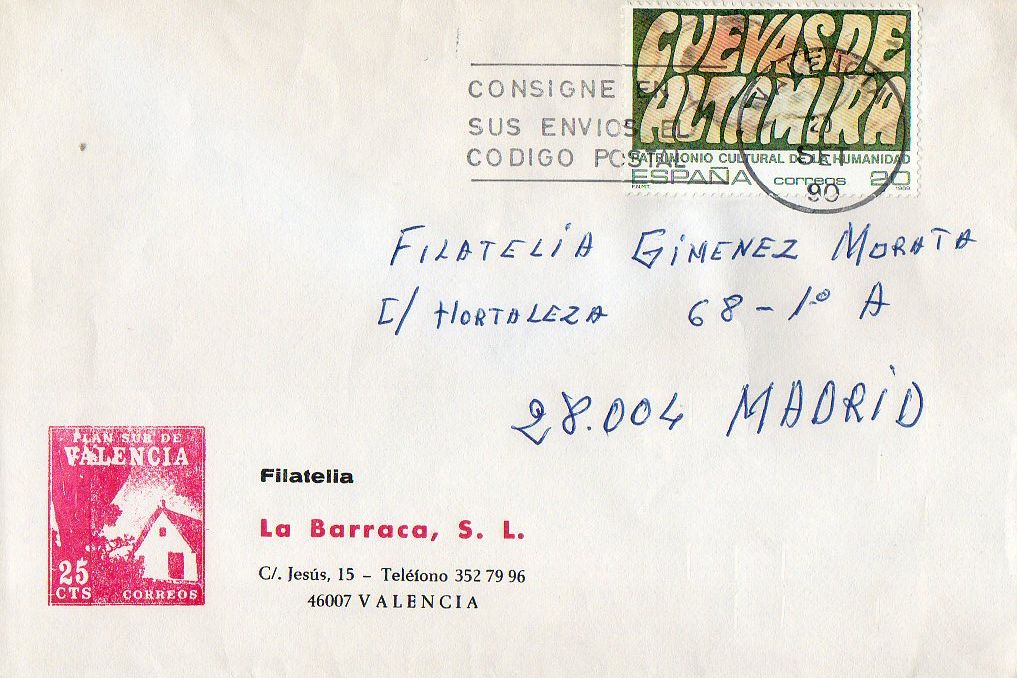 CUEVAS DE
ALTAMIRA
PATRIMONIO CULTURAL DE LA HUMANIDAD
ESPAÑA correos 20
F.N.M.T. 1989
CONSIGNE EN
SUS ENVIOS EL
CODIGO POSTAL
VALENCIA
SET
90
FILATELIA GIMENEZ MORATA
C/ HORTALEZA 68-1º A
28.004 MADRID
PLAN SUR DE
VALENCIA
25
CTS CORREOS
Filatelia
La Barraca, S. L.
C/. Jesús, 15 – Teléfono 352 79 96
46007 VALENCIA